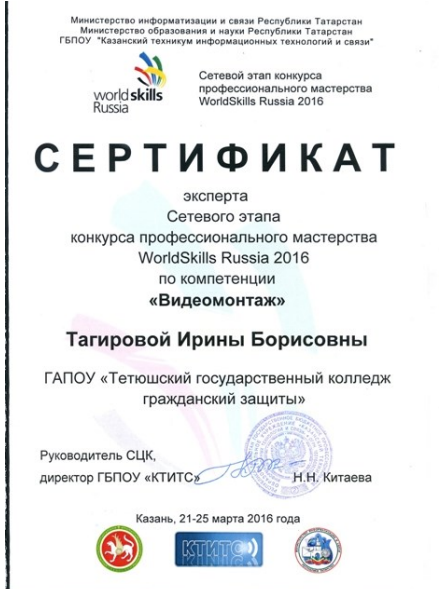 Министерство информатизации и связи Республики Татарстан
Министерство образования и науки Республики Татарстан
ГБПОУ "Казанский техникум информационных технологий и связи"
worldskills
Russia
Сетевой этап конкурса
профессионального мастерства
WorldSkills Russia 2016
СЕРТИФИКАТ
эксперта
Сетевого этапа
конкурса профессионального мастерства
WorldSkills Russia 2016
по компетенции
«Видеомонтаж»
Тагировой Ирины Борисовны
ГАПОУ «Тетюшский государственный колледж
гражданский защиты»
Руководитель СЦК,
директор ГБПОУ «КТИТС»
Н.Н. Китаева
Казань, 21-25 марта 2016 года
КТИТС